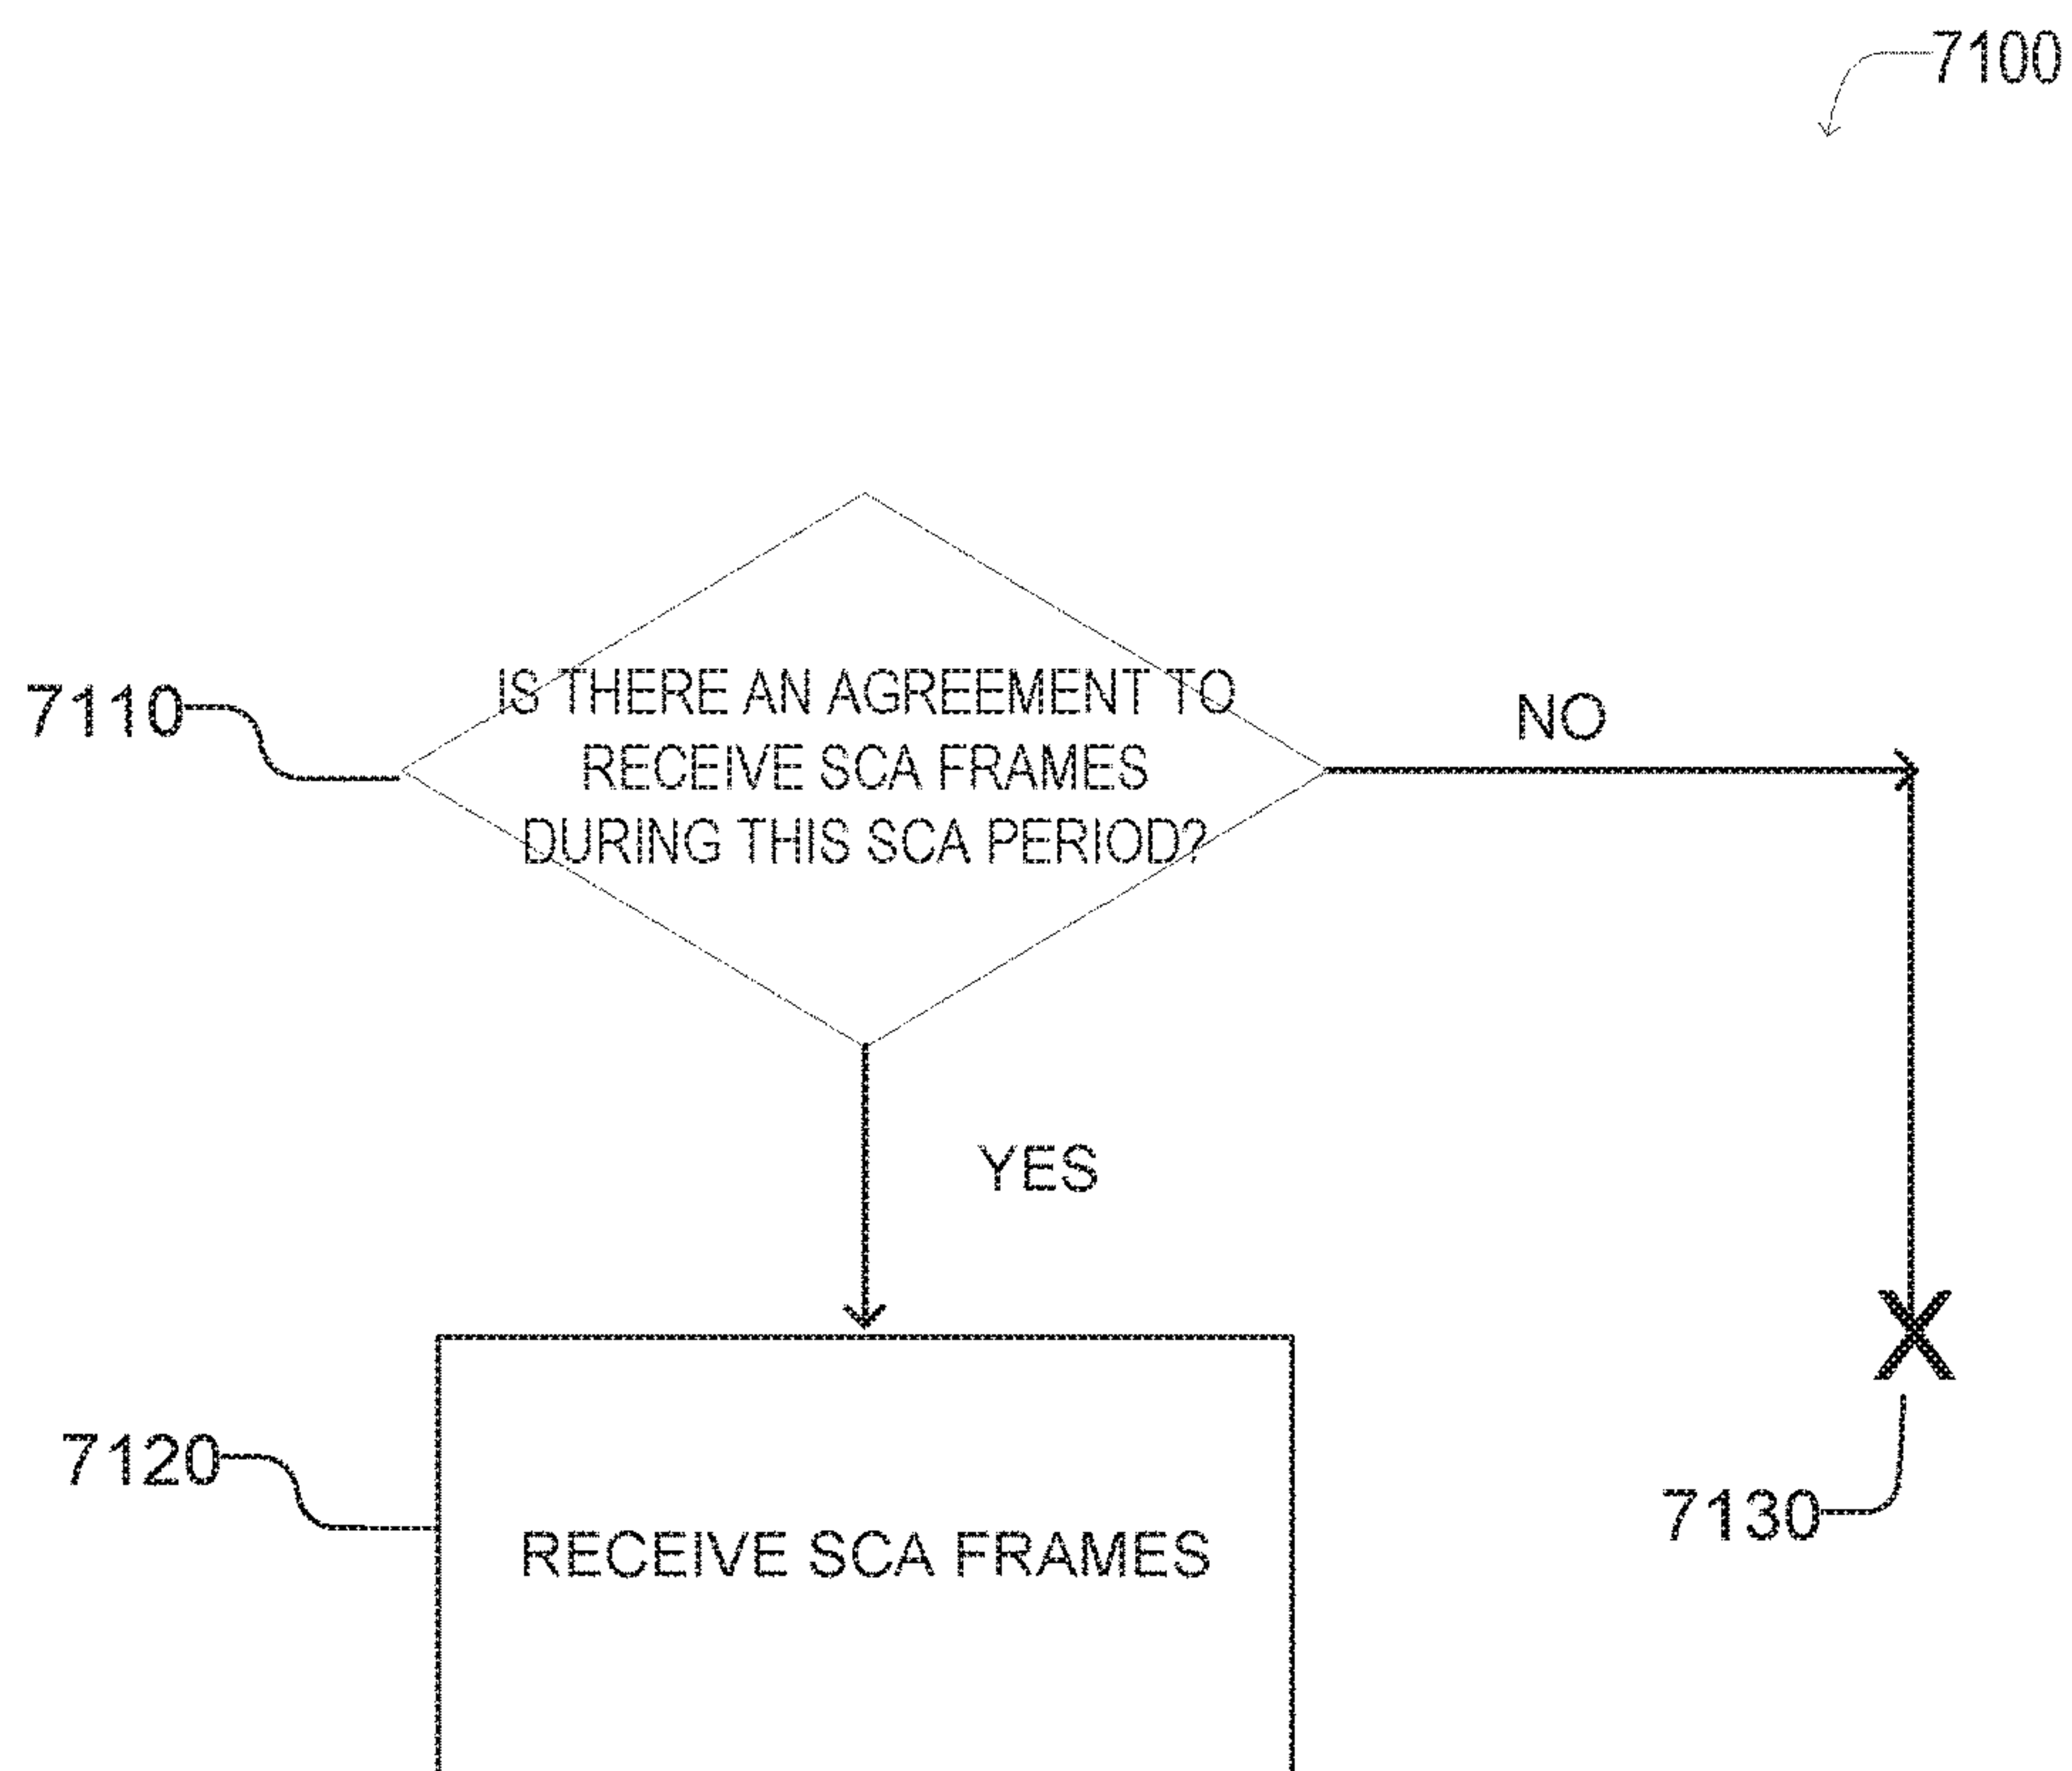 7100
IS THERE AN AGREEMENT TO
RECEIVE SCA FRAMES
DURING THIS SCA PERIOD?
7110
NO
YES
7120
RECEIVE SCA FRAMES
X
7130